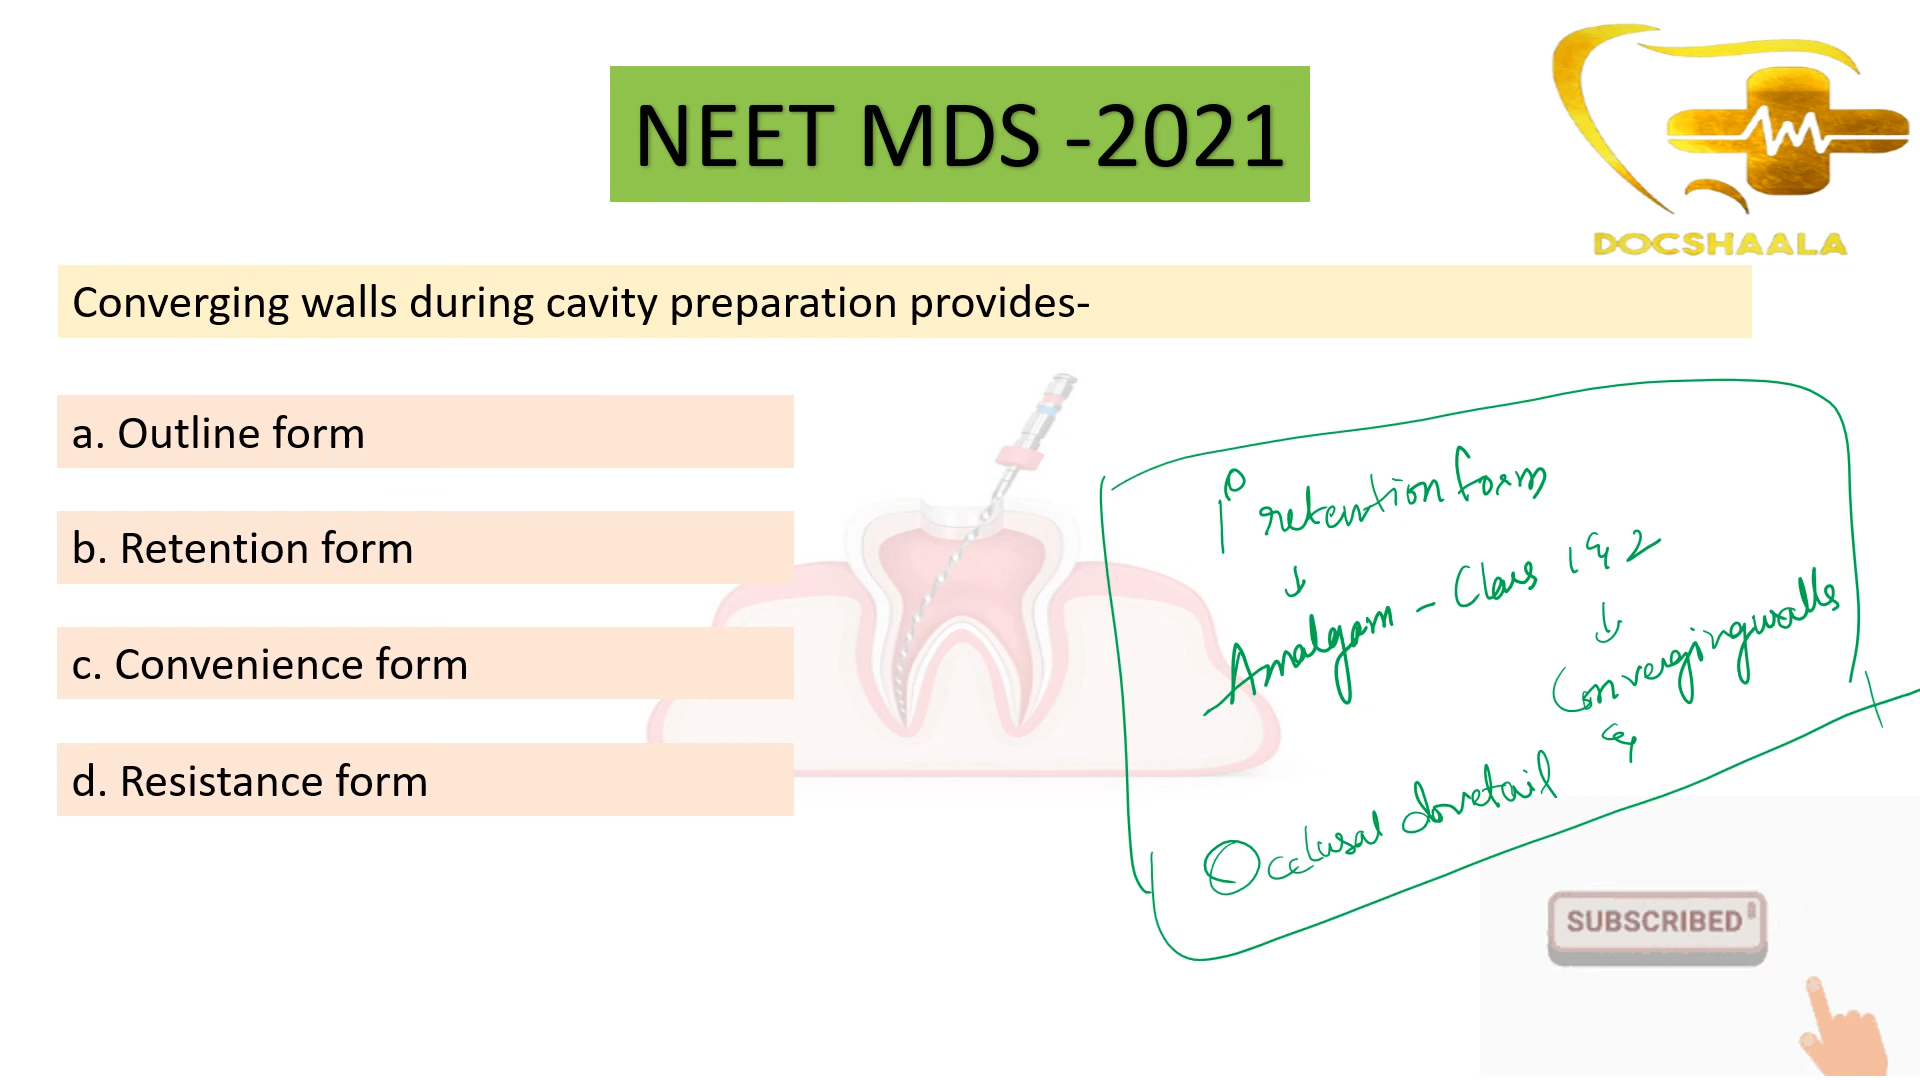 NEET MDS -2021
DOCSHAALA
Converging walls during cavity preparation provides-
a. Outline form
b. Retention form
c. Convenience form
d. Resistance form
1° retention form
↓
Amalgam - Class 1 & 2
↓
Converging walls
&
Occlusal dovetail
SUBSCRIBED